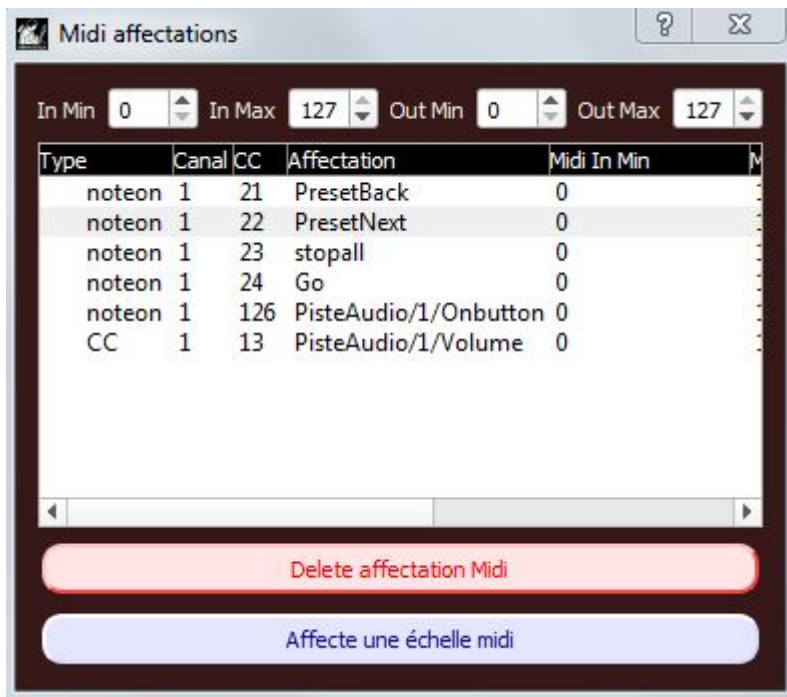 Midi affectations
In Min 0 In Max 127 Out Min 0 Out Max 127
Type Canal CC Affectation Midi In Min
noteon 1 21 PresetBack 0
noteon 1 22 PresetNext 0
noteon 1 23 stopall 0
noteon 1 24 Go 0
noteon 1 126 PisteAudio/1/Onbutton 0
CC 1 13 PisteAudio/1/Volume 0
Delete affectation Midi
Affecte une échelle midi